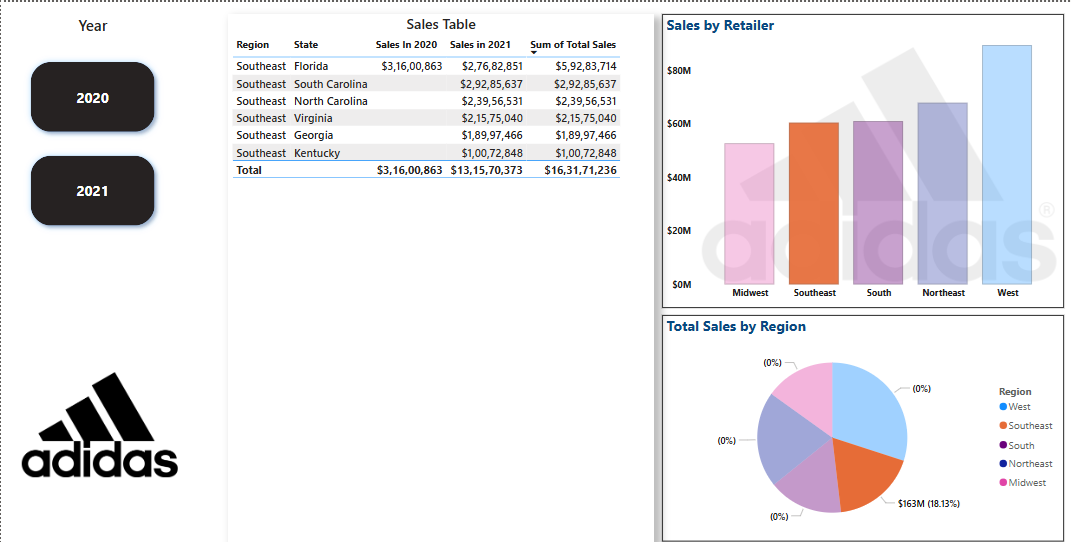 Year
2020
2021
adidas
Sales Table
Region State Sales In 2020 Sales in 2021 Sum of Total Sales
Southeast Florida $3,16,00,863 $2,76,82,851 $5,92,83,714
Southeast South Carolina $2,92,85,637 $2,92,85,637
Southeast North Carolina $2,39,56,531 $2,39,56,531
Southeast Virginia $2,15,75,040 $2,15,75,040
Southeast Georgia $1,89,97,466 $1,89,97,466
Southeast Kentucky $1,00,72,848 $1,00,72,848
Total $3,16,00,863 $13,15,70,373 $16,31,71,236
Sales by Retailer
$80M
$60M
$40M
$20M
$0M
adidas®
Midwest Southeast South Northeast West
Total Sales by Region
(0%)
(0%)
(0%)
$163M (18.13%)
(0%)
Region
West
Southeast
South
Northeast
Midwest